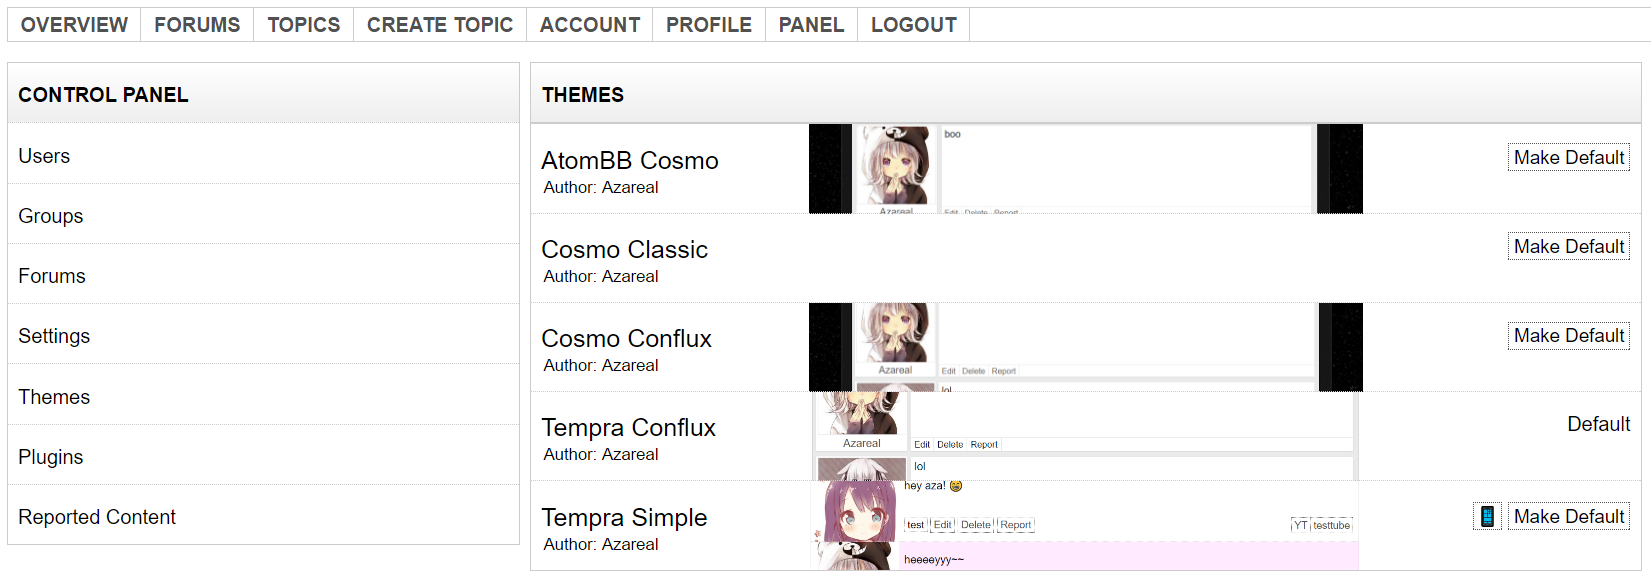 OVERVIEW FORUMS TOPICS CREATE TOPIC ACCOUNT PROFILE PANEL LOGOUT
CONTROL PANEL
Users
Groups
Forums
Settings
Themes
Plugins
Reported Content
THEMES
AtomBB Cosmo
Author: Azareal
boo
Azareal
Edit Delete Report
Make Default
Cosmo Classic
Author: Azareal
Make Default
Cosmo Conflux
Author: Azareal
Azareal
Edit Delete Report
lol
Make Default
Tempra Conflux
Author: Azareal
Azareal
Edit Delete Report
lol
Default
Tempra Simple
Author: Azareal
hey aza! 😸
test Edit Delete Report YT testtube
heeeeyyy~~
Make Default